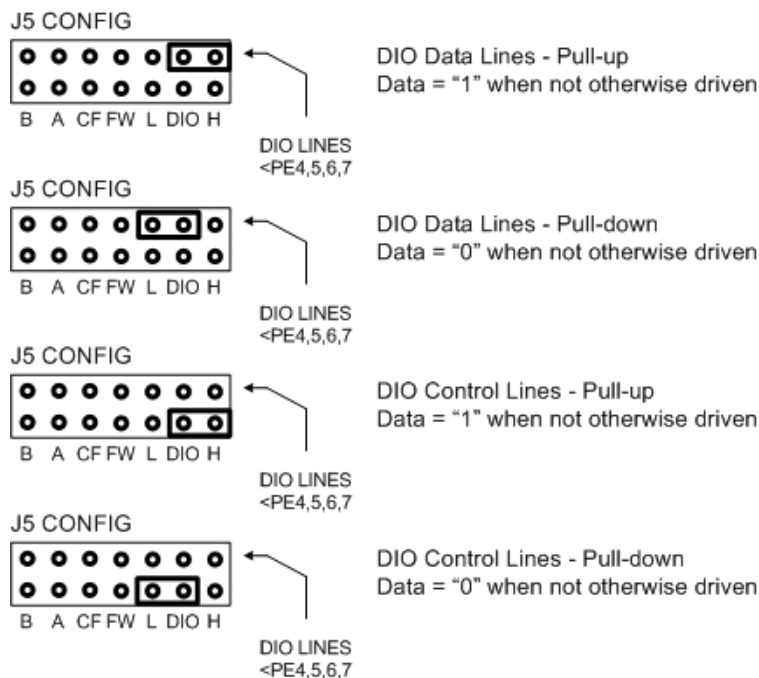 J5 CONFIG
DIO Data Lines - Pull-up
Data = “1” when not otherwise driven
B A CF FW L DIO H
DIO LINES
<PE4,5,6,7
J5 CONFIG
DIO Data Lines - Pull-down
Data = “0” when not otherwise driven
B A CF FW L DIO H
DIO LINES
<PE4,5,6,7
J5 CONFIG
DIO Control Lines - Pull-up
Data = “1” when not otherwise driven
B A CF FW L DIO H
DIO LINES
<PE4,5,6,7
J5 CONFIG
DIO Control Lines - Pull-down
Data = “0” when not otherwise driven
B A CF FW L DIO H
DIO LINES
<PE4,5,6,7